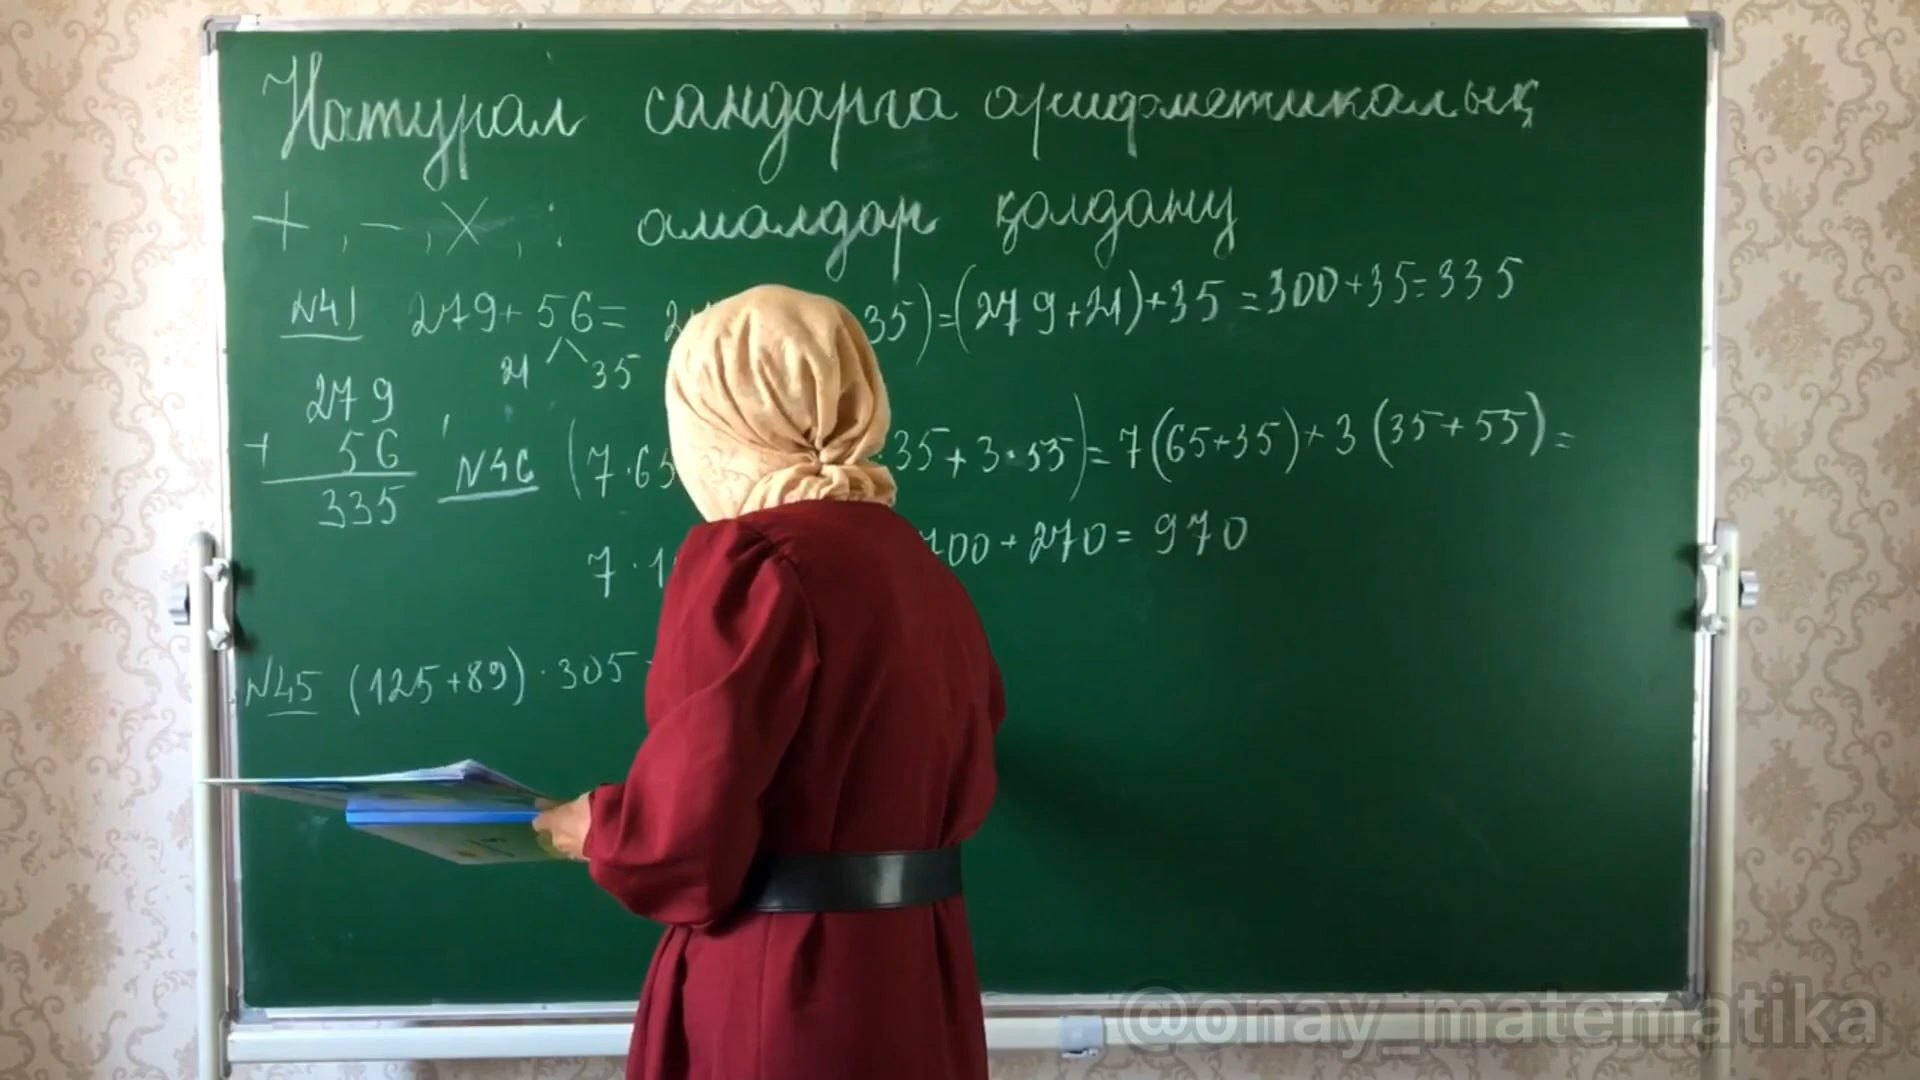 Натурал сандарға арифметикалық
+, -, ×, : амалдар қолдану
№41 279+56= 2 35)=(279+21)+35=300+35=335
21 35
279
+ 56
335
№46 (7·65 ·35+3·55)=7(65+35)+3(35+55)=
7·1 700+270=970
№45 (125+89)·305
@onay_matematika